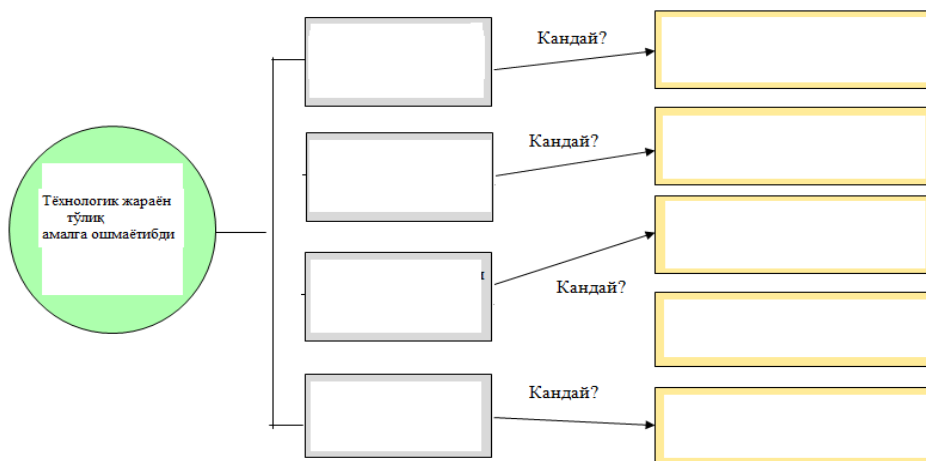 Кандай?
Кандай?
Тёхнологик жараён
тўлиқ
амалга ошмаётибди
Кандай?
Кандай?